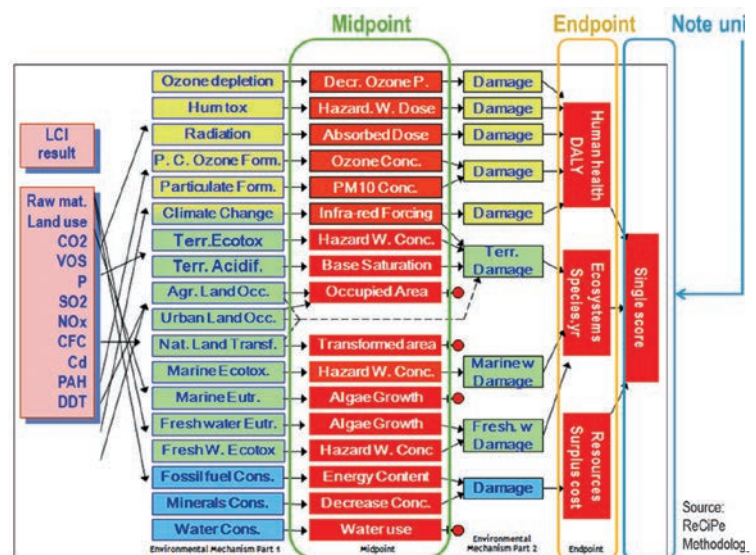 Midpoint
Endpoint
Note uni
LCI
result
Raw mat.
Land use
CO2
VOS
P
SO2
NOx
CFC
Cd
PAH
DDT
Ozone depletion
Hum tox
Radiation
P. C. Ozone Form.
Particulate Form.
Climate Change
Terr.Ecotox
Terr. Acidif.
Agr. Land Occ.
Urban Land Occ.
Nat. Land Transf.
Marine Ecotox.
Marine Eutr.
Freshwater Eutr.
Fresh W. Ecotox
Fossil fuel Cons.
Minerals Cons.
Water Cons.
Environmental Mechanism Part 1
Decr. Ozone P.
Hazard. W. Dose
Absorbed Dose
Ozone Conc.
PM10 Conc.
Infra-red Forcing
Hazard W. Conc.
Base Saturation
Occupied Area
Transformed area
Hazard W. Conc.
Algae Growth
Algae Growth
Hazard W. Conc
Energy Content
Decrease Conc.
Water use
Midpoint
Damage
Damage
Damage
Damage
Damage
Terr.
Damage
Marine w
Damage
Fresh. w
Damage
Damage
Environmental
Mechanism Part 2
Human health
DALY
Ecosystems
Species.yr
Resources
Surplus cost
Endpoint
Single score
Source:
ReCiPe
Methodolog